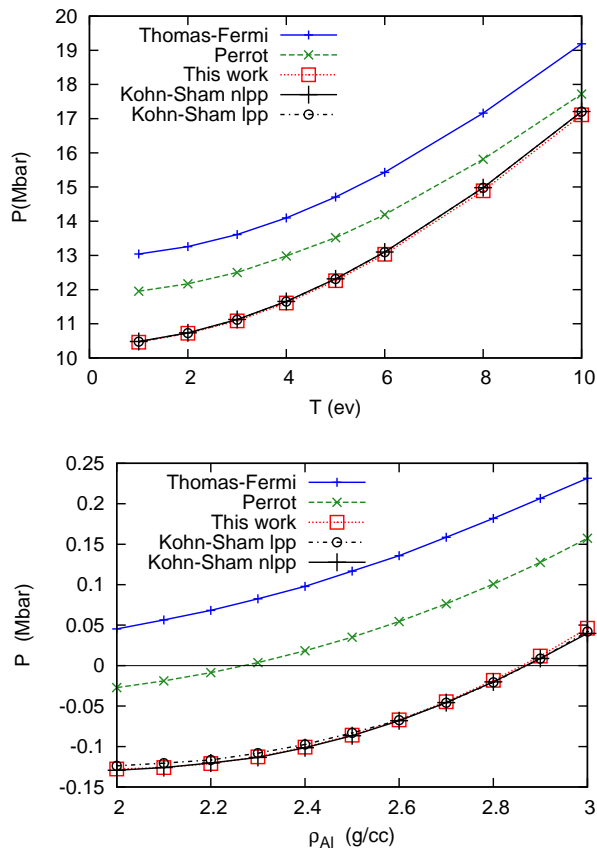 20
19
18
17
16
15
14
13
12
11
10
P(Mbar)
Thomas-Fermi
Perrot
This work
Kohn-Sham nlpp
Kohn-Sham lpp
0 2 4 6 8 10
T (ev)
0.25
0.2
0.15
0.1
0.05
0
-0.05
-0.1
-0.15
P (Mbar)
Thomas-Fermi
Perrot
This work
Kohn-Sham lpp
Kohn-Sham nlpp
2 2.2 2.4 2.6 2.8 3
ρAl (g/cc)